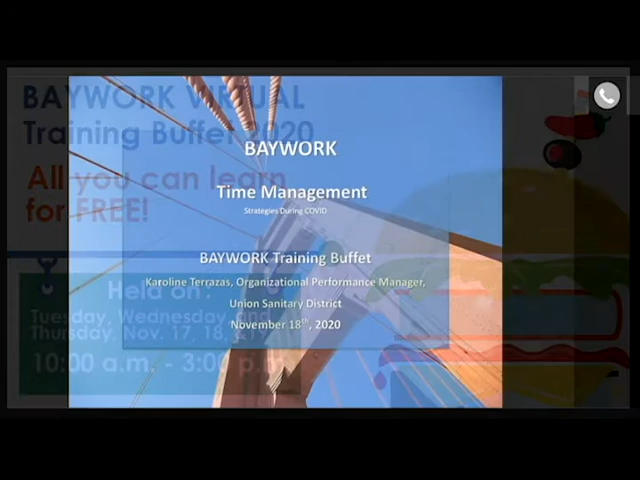 BAYWORK VIRTUAL
Training Buffet 2020
All you can learn
for FREE!
Held on:
Tuesday, Wednesday, and
Thursday, Nov. 17, 18,
10:00 a.m. - 3:00 p.m.
BAYWORK
Time Management
Strategies During COVID
BAYWORK Training Buffet
Karoline Terrazas, Organizational Performance Manager,
Union Sanitary District
November 18th, 2020